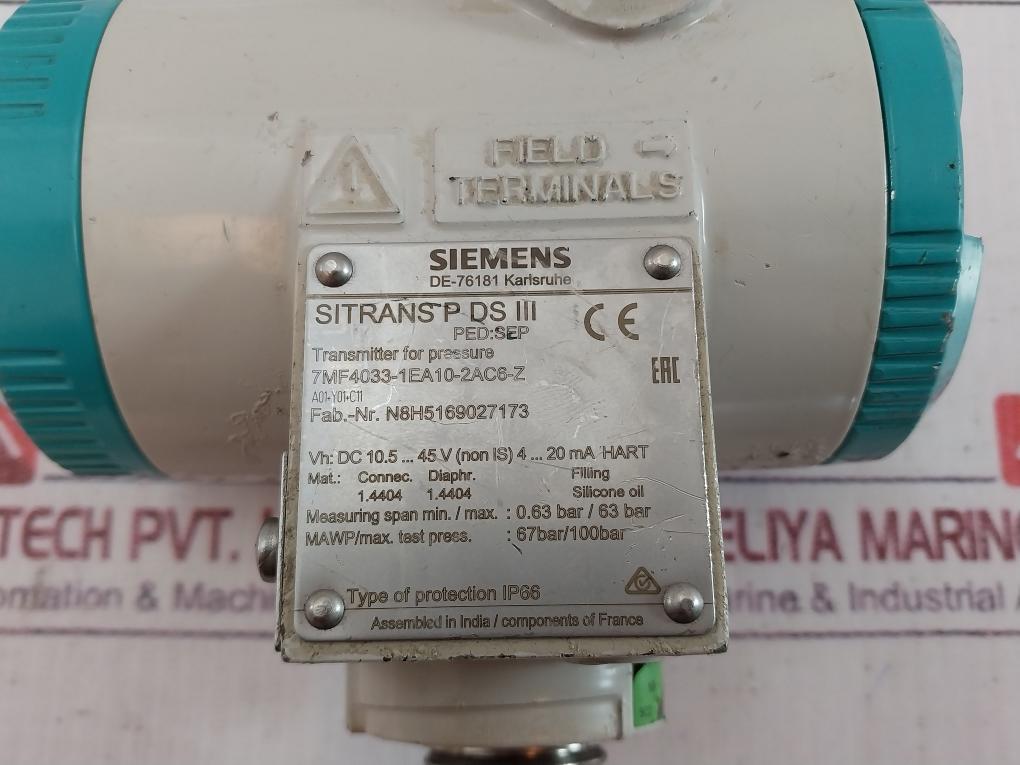 FIELD ⇨
TERMINALS
SIEMENS
DE-76181 Karlsruhe
SITRANS P DS III
PED:SEP
CE
Transmitter for pressure
7MF4033-1EA10-2AC6-Z
EAC
A01+Y01+C11
Fab.-Nr. N8H5169027173
Vh: DC 10.5 ... 45 V (non IS) 4 ... 20 mA HART
Mat.: Connec. Diaphr. Filling
1.4404 1.4404 Silicone oil
Measuring span min. / max. : 0.63 bar / 63 bar
MAWP/max. test press. : 67bar/100bar
Type of protection IP66
Assembled in India / components of France
TECH PVT.
ELIYA MARINE
& Industrial